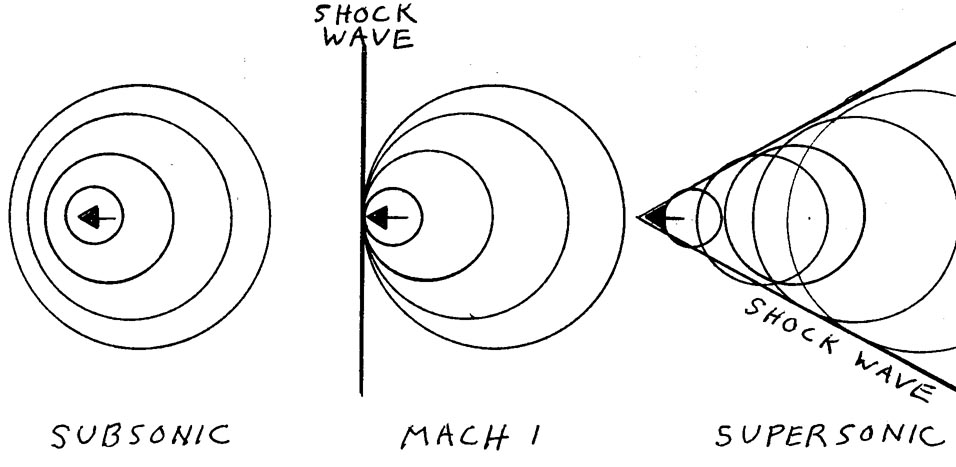 SHOCK
WAVE
SHOCK WAVE
SUBSONIC
MACH 1
SUPERSONIC